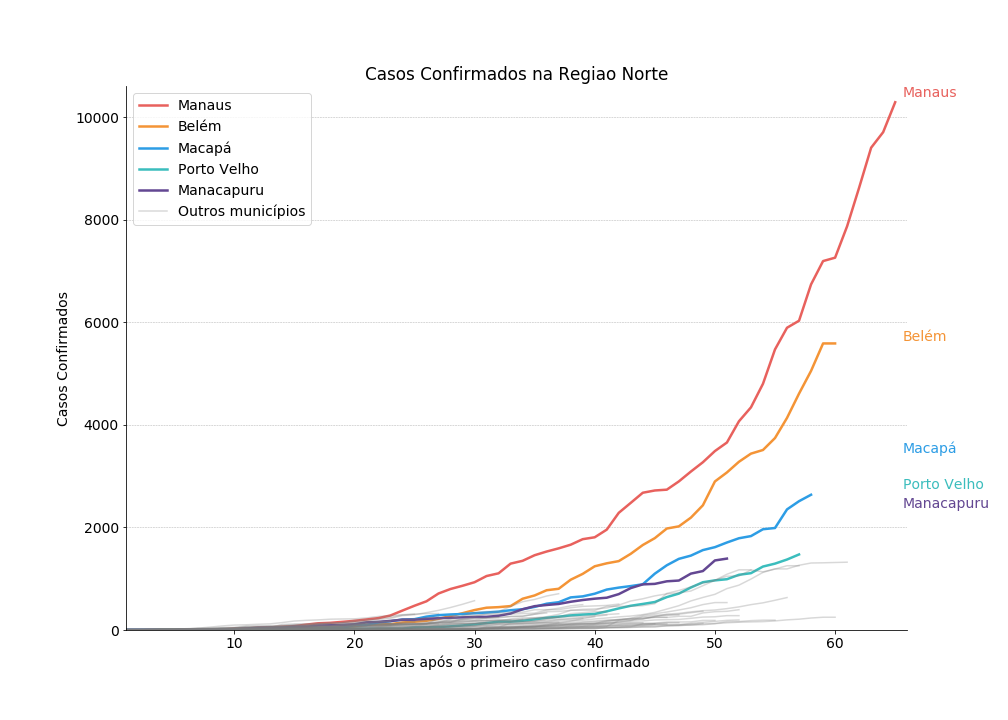 Casos Confirmados na Regiao Norte
Manaus
Belém
Macapá
Porto Velho
Manacapuru
Outros municípios
Manaus
Belém
Macapá
Porto Velho
Manacapuru
10000
8000
6000
4000
2000
0
Casos Confirmados
10 20 30 40 50 60
Dias após o primeiro caso confirmado